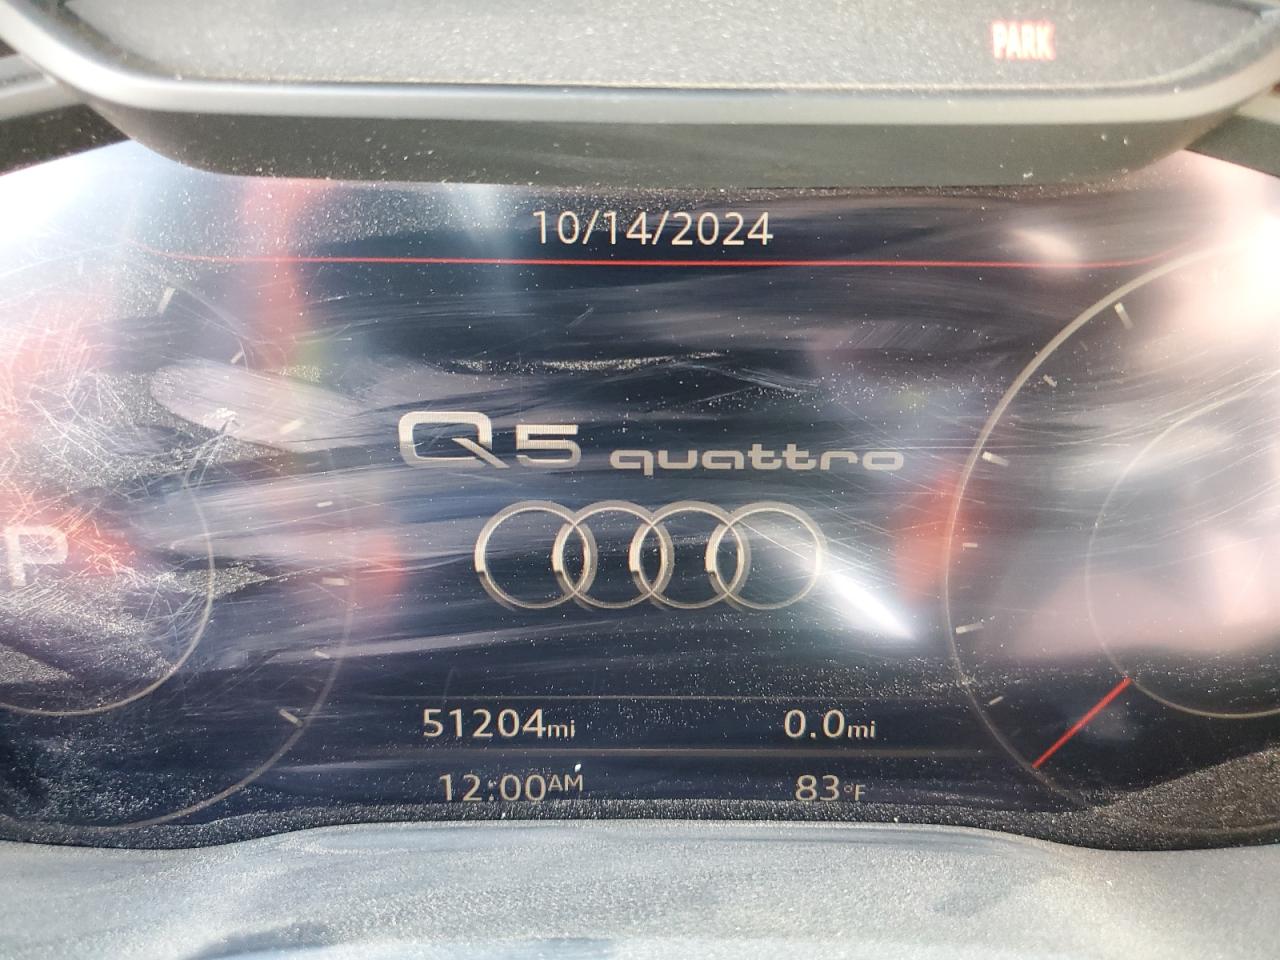 PARK
10/14/2024
Q5 quattro
P
51204mi 0.0mi
12:00AM 83°F